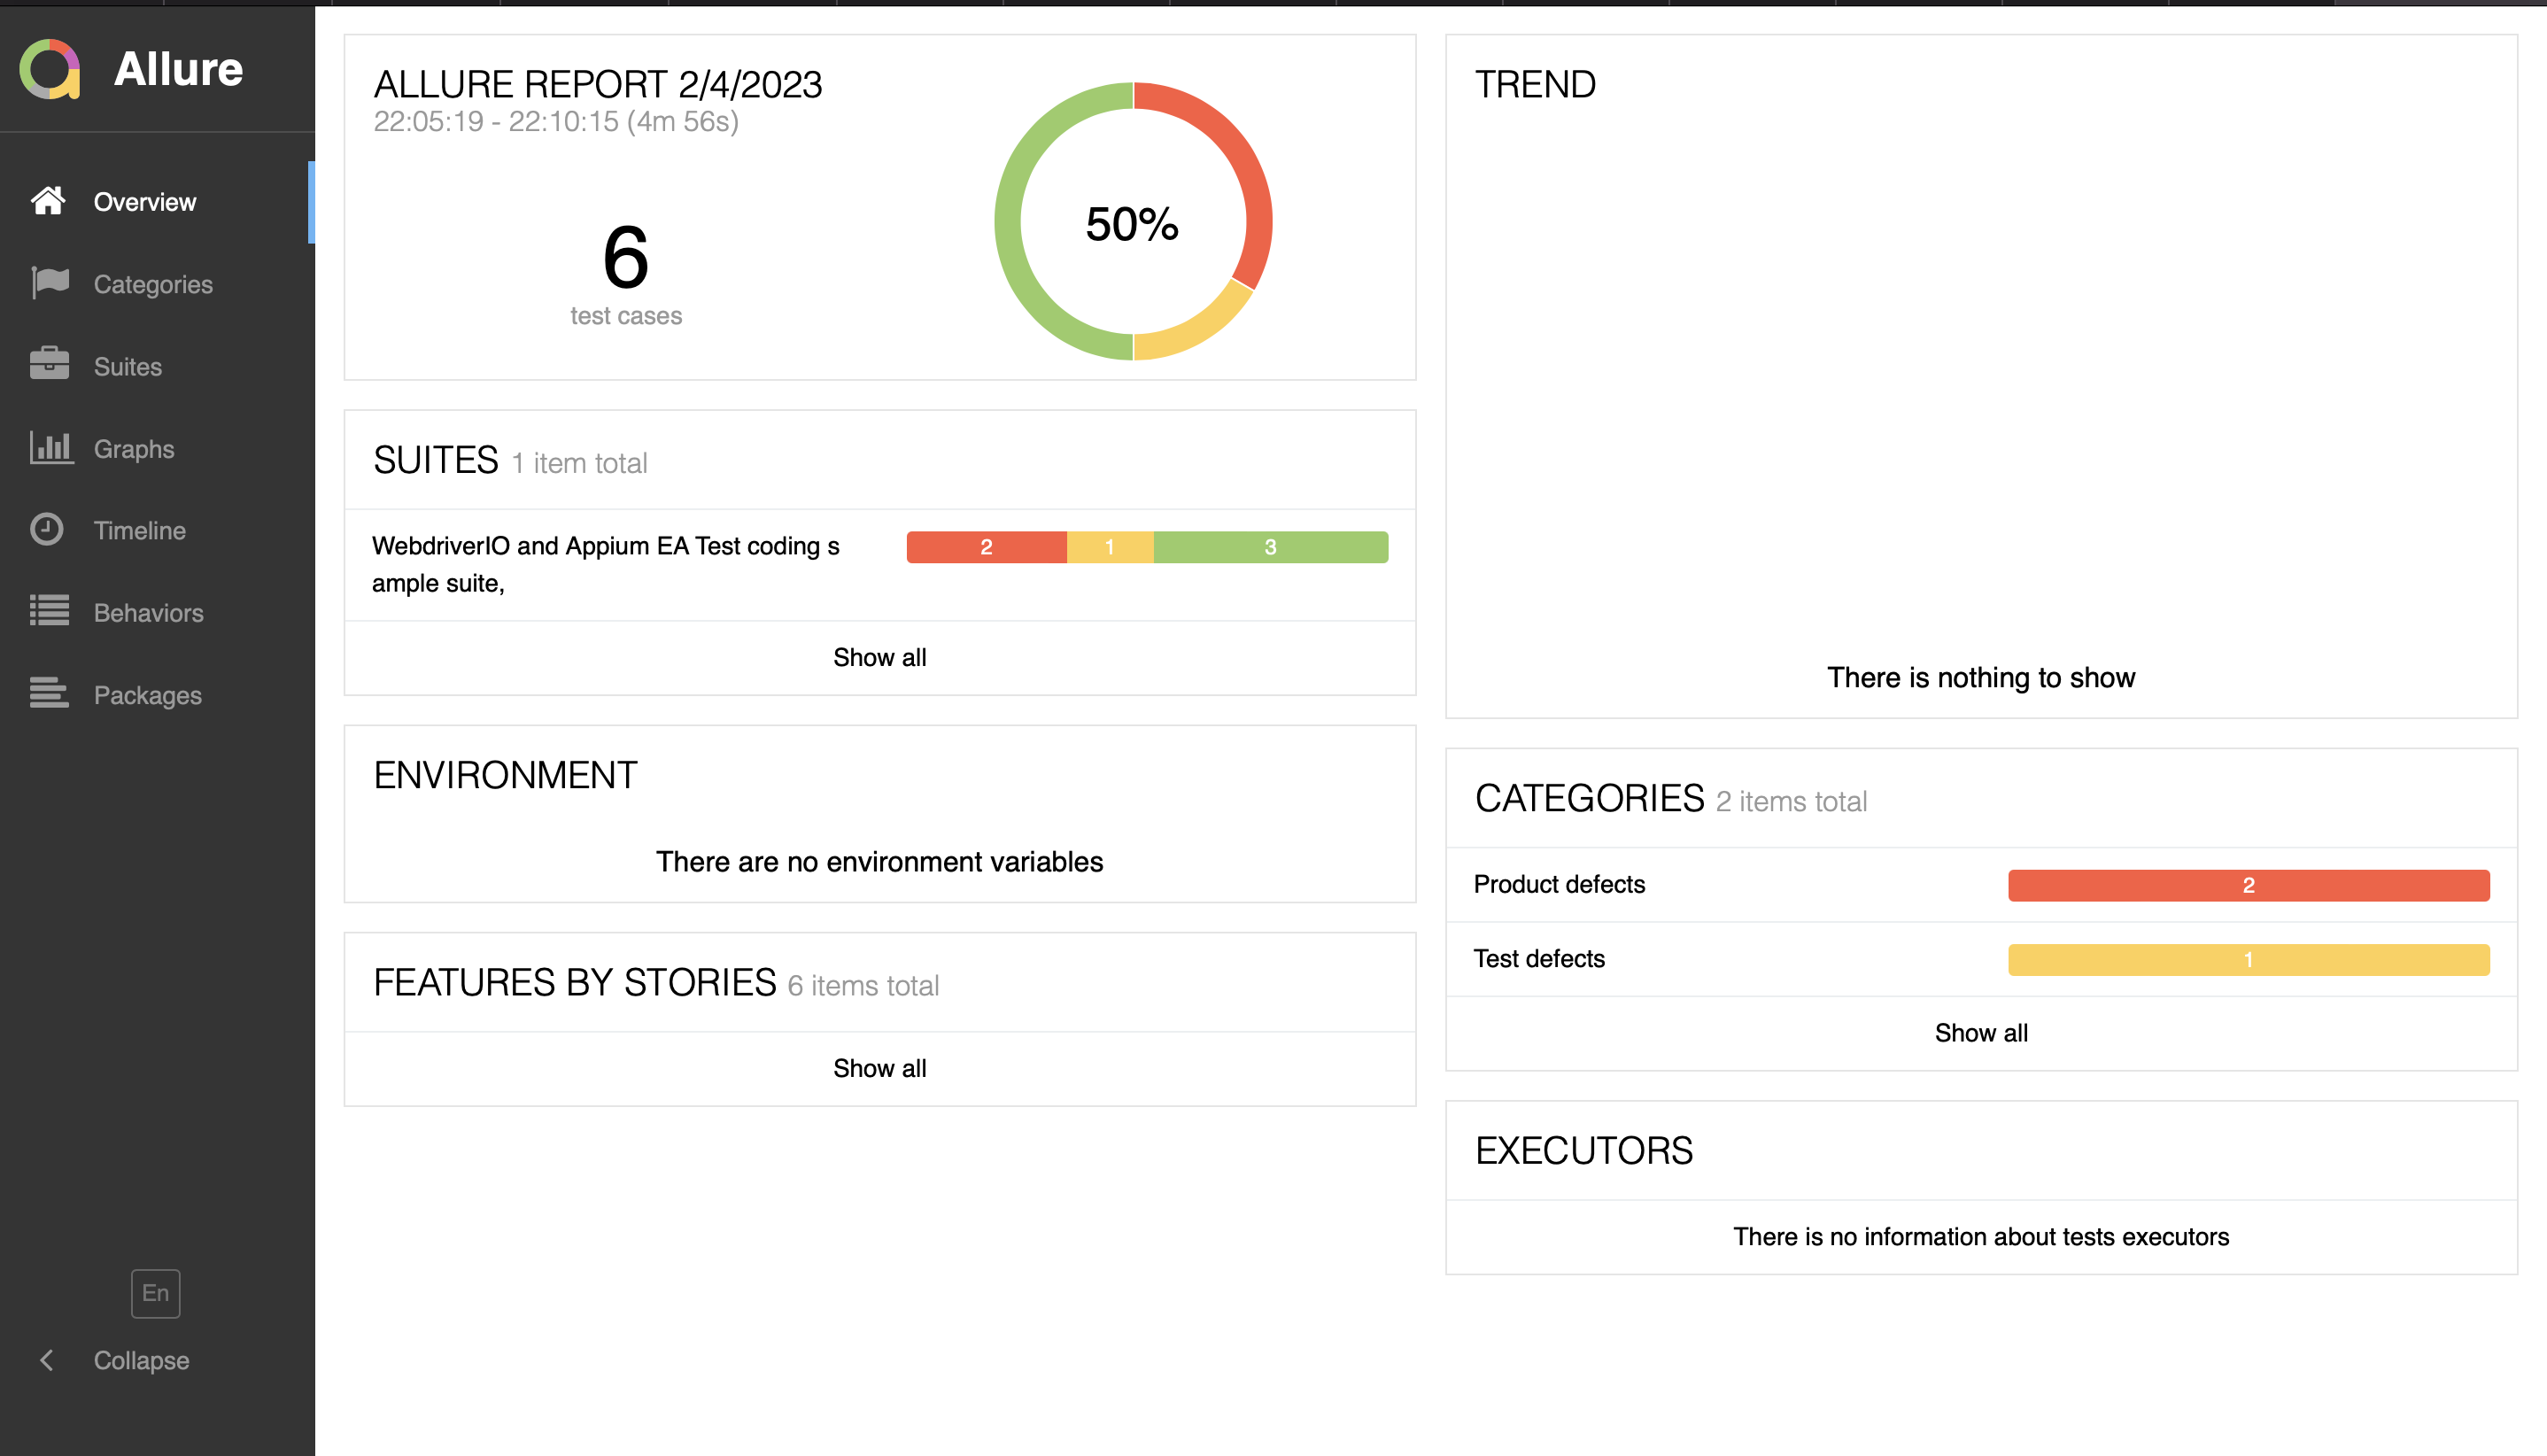 Allure
Overview
Categories
Suites
Graphs
Timeline
Behaviors
Packages
En
Collapse
ALLURE REPORT 2/4/2023
22:05:19 - 22:10:15 (4m 56s)
6
test cases
50%
SUITES 1 item total
WebdriverIO and Appium EA Test coding s
ample suite,
2 1 3
Show all
ENVIRONMENT
There are no environment variables
FEATURES BY STORIES 6 items total
Show all
TREND
There is nothing to show
CATEGORIES 2 items total
Product defects 2
Test defects 1
Show all
EXECUTORS
There is no information about tests executors